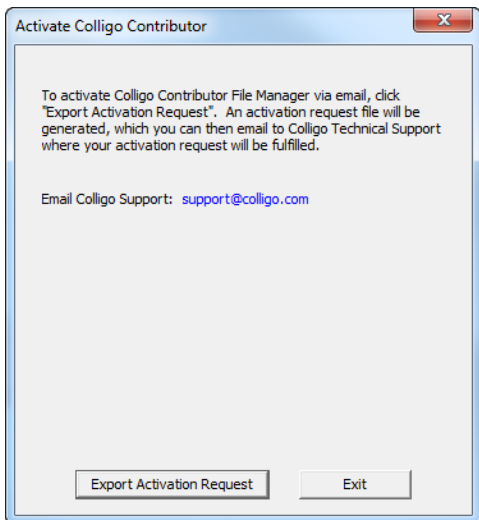 Activate Colligo Contributor
To activate Colligo Contributor File Manager via email, click
"Export Activation Request".  An activation request file will be
generated, which you can then email to Colligo Technical Support
where your activation request will be fulfilled.
Email Colligo Support:  support@colligo.com
Export Activation Request
Exit